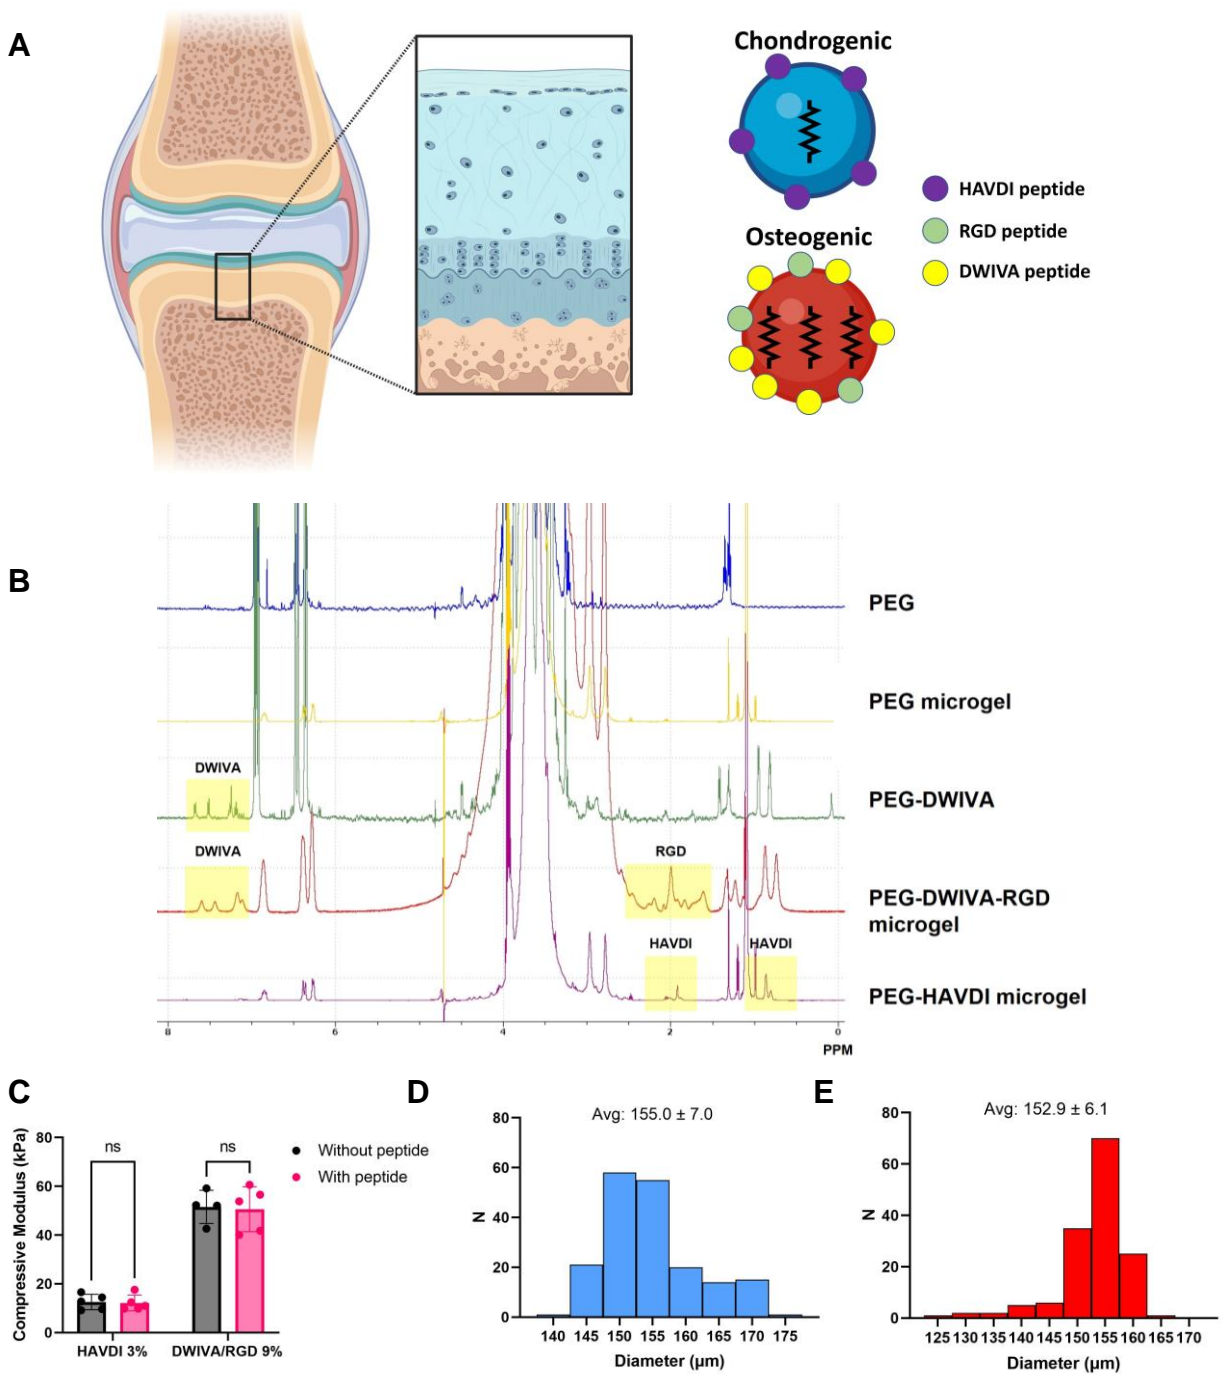 A
Chondrogenic
HAVDI peptide
RGD peptide
DWIVA peptide
Osteogenic
B
PEG
PEG microgel
DWIVA
PEG-DWIVA
DWIVA
RGD
PEG-DWIVA-RGD
microgel
HAVDI
HAVDI
PEG-HAVDI microgel
8
6
4
2
0
PPM
C
Compressive Modulus (kPa)
80
60
40
20
0
ns
ns
Without peptide
With peptide
HAVDI 3%
DWIVA/RGD 9%
D
Avg: 155.0 ± 7.0
N
80
60
40
20
0
140 145 150 155 160 165 170 175
Diameter (µm)
E
Avg: 152.9 ± 6.1
N
80
60
40
20
0
125 130 135 140 145 150 155 160 165 170
Diameter (µm)